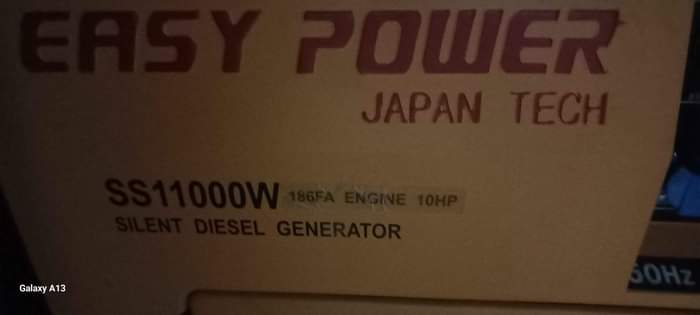 EASY POWER
JAPAN TECH
SS11000W 186FA ENGINE 10HP
SILENT DIESEL GENERATOR
50Hz
Galaxy A13